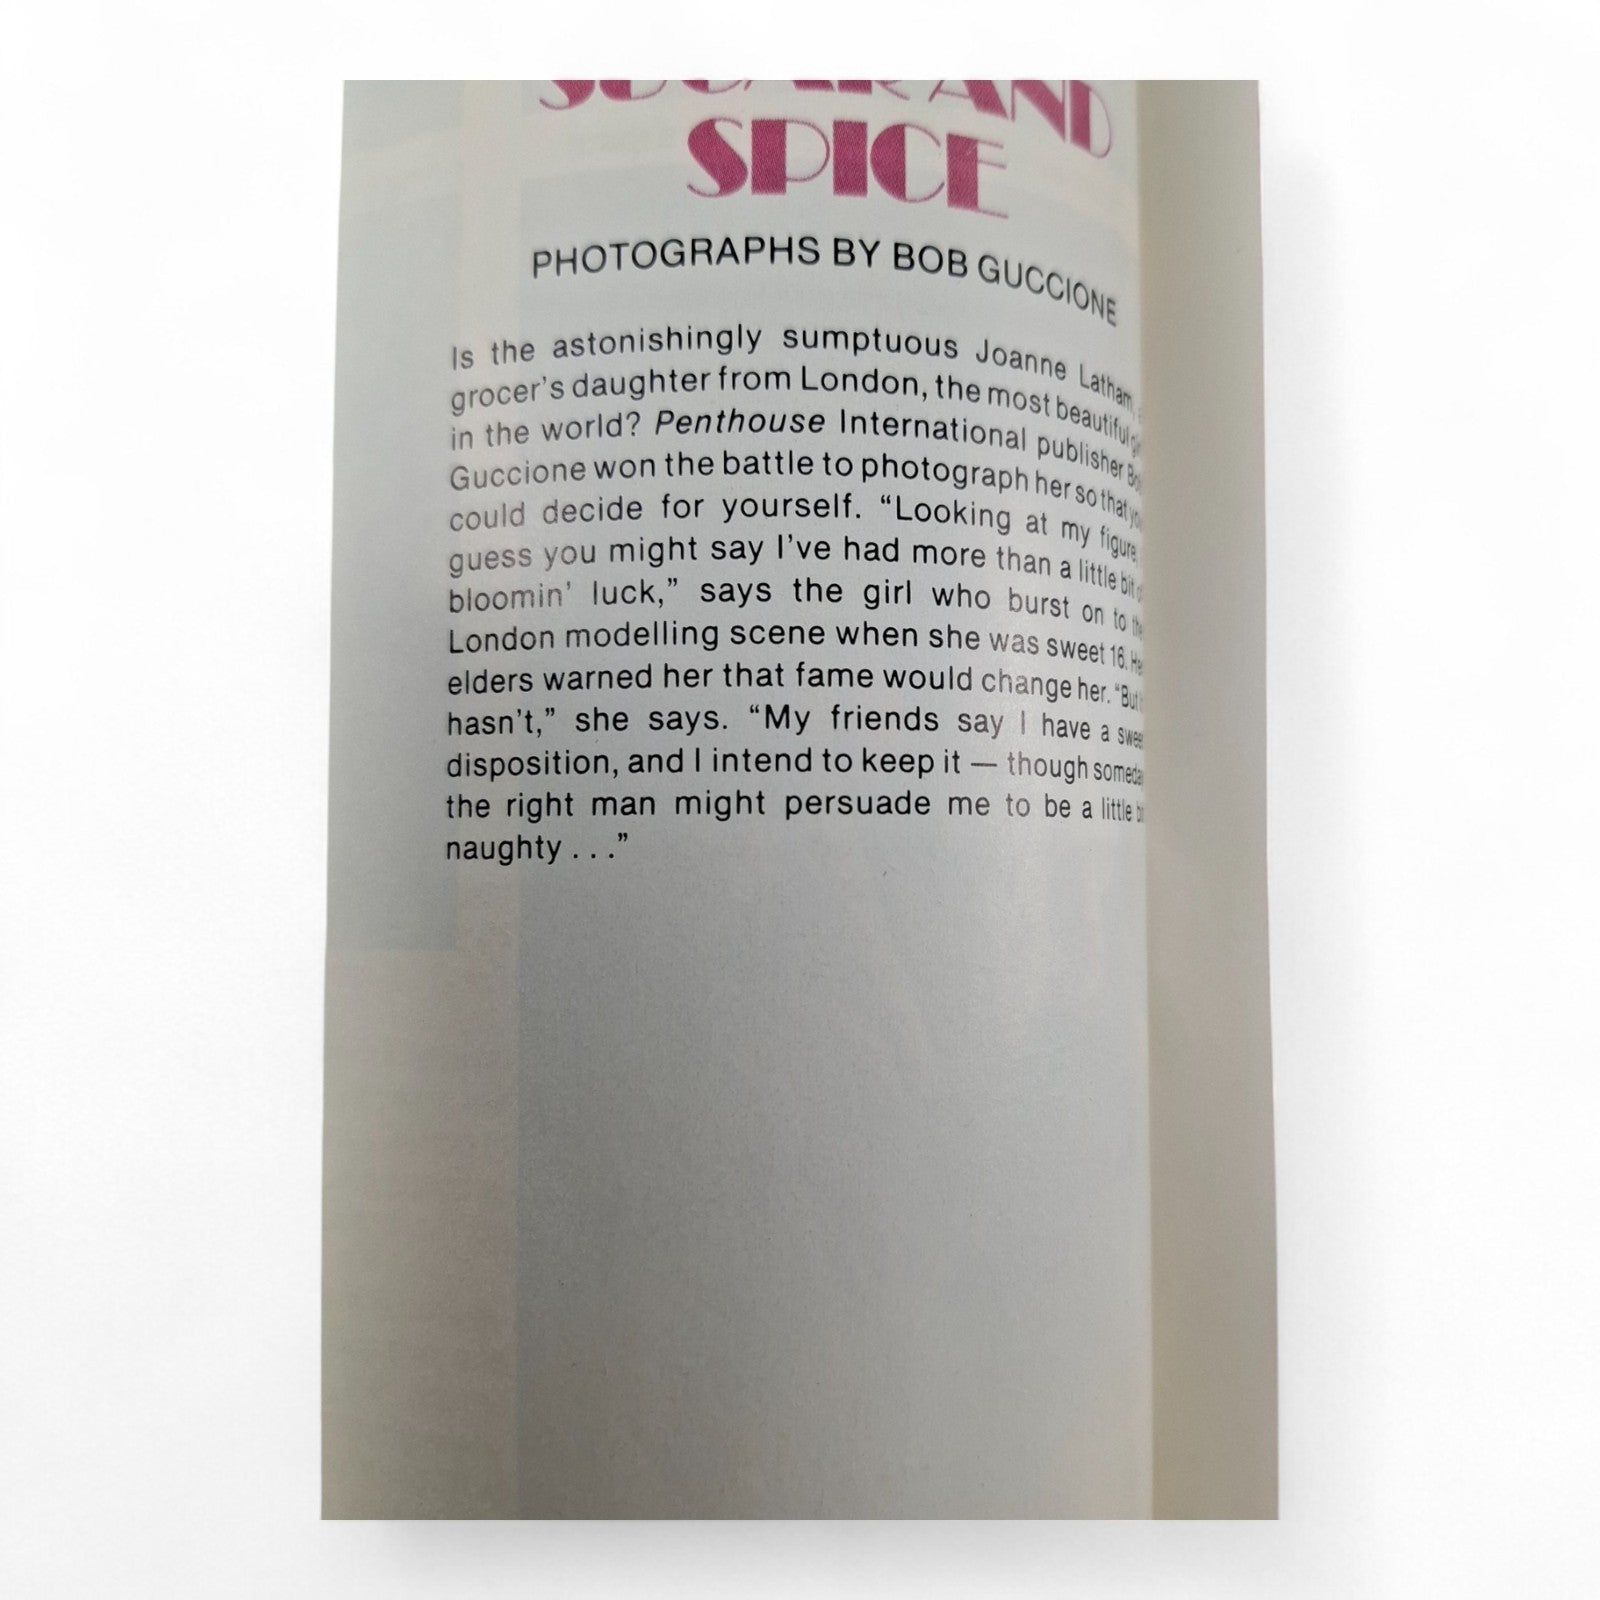 SUGAR AND
SPICE
PHOTOGRAPHS BY BOB GUCCIONE
Is the astonishingly sumptuous Joanne Latham,
grocer's daughter from London, the most beautiful
in the world? Penthouse International publisher
Guccione won the battle to photograph her so that
could decide for yourself. “Looking at my figure,
guess you might say I've had more than a little bit
bloomin' luck,” says the girl who burst on to the
London modelling scene when she was sweet 16.
elders warned her that fame would change her. “But
hasn't,” she says. “My friends say I have a
disposition, and I intend to keep it — though
the right man might persuade me to be a little
naughty . . .”